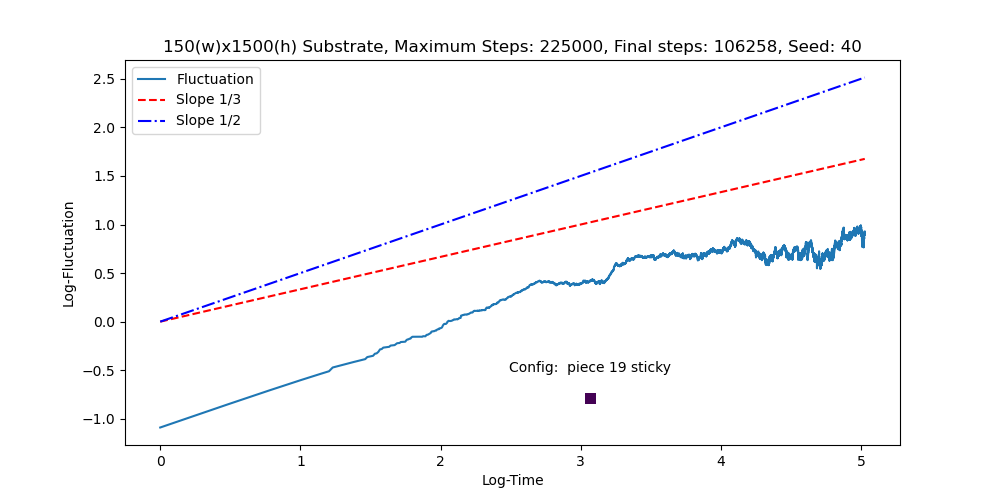 150(w)x1500(h) Substrate, Maximum Steps: 225000, Final steps: 106258, Seed: 40
Fluctuation
Slope 1/3
Slope 1/2
2.5
2.0
1.5
1.0
0.5
0.0
−0.5
−1.0
Log-Fluctuation
Config:  piece 19 sticky
0 1 2 3 4 5
Log-Time